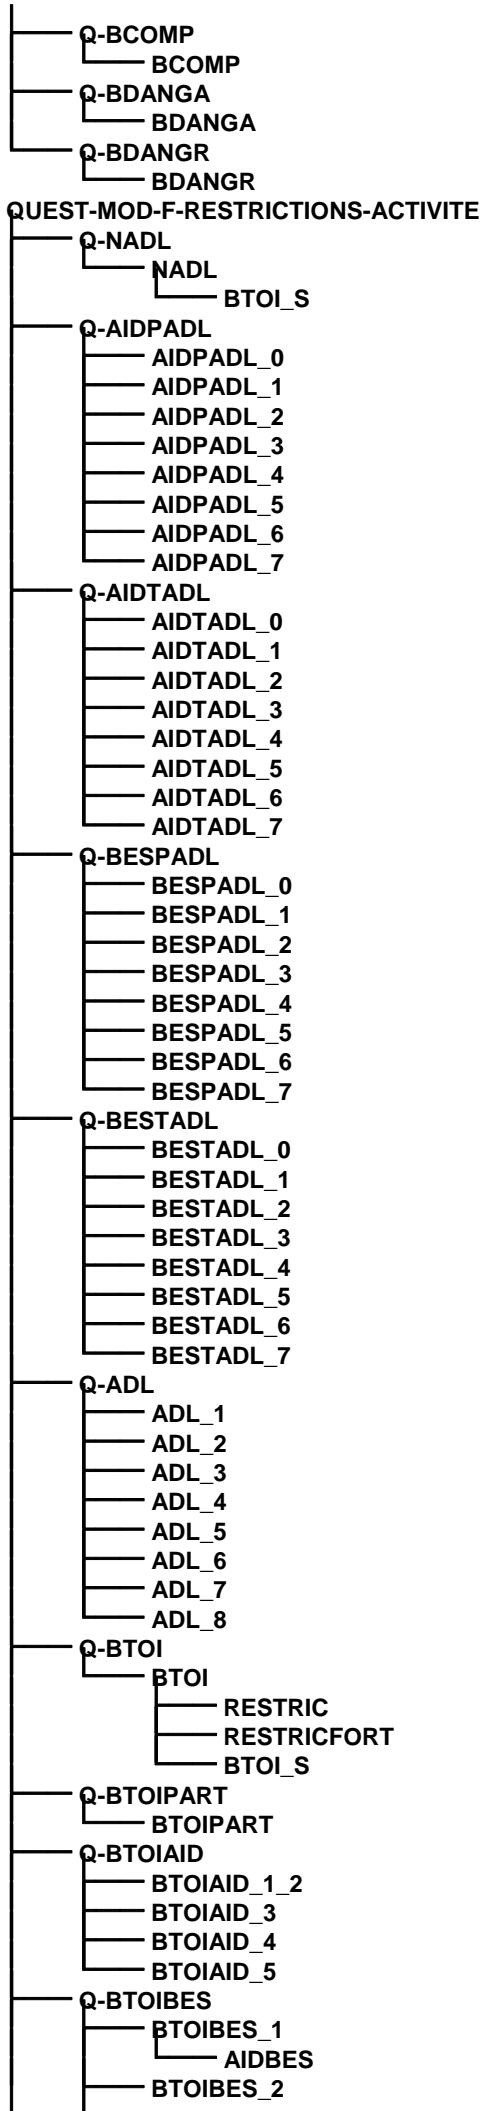 Q-BCOMP
BCOMP
Q-BDANGA
BDANGA
Q-BDANGR
BDANGR
QUEST-MOD-F-RESTRICTIONS-ACTIVITE
Q-NADL
NADL
BTOI_S
Q-AIDPADL
AIDPADL_0
AIDPADL_1
AIDPADL_2
AIDPADL_3
AIDPADL_4
AIDPADL_5
AIDPADL_6
AIDPADL_7
Q-AIDTADL
AIDTADL_0
AIDTADL_1
AIDTADL_2
AIDTADL_3
AIDTADL_4
AIDTADL_5
AIDTADL_6
AIDTADL_7
Q-BESPADL
BESPADL_0
BESPADL_1
BESPADL_2
BESPADL_3
BESPADL_4
BESPADL_5
BESPADL_6
BESPADL_7
Q-BESTADL
BESTADL_0
BESTADL_1
BESTADL_2
BESTADL_3
BESTADL_4
BESTADL_5
BESTADL_6
BESTADL_7
Q-ADL
ADL_1
ADL_2
ADL_3
ADL_4
ADL_5
ADL_6
ADL_7
ADL_8
Q-BTOI
BTOI
RESTRIC
RESTRICFORT
BTOI_S
Q-BTOIPART
BTOIPART
Q-BTOIAID
BTOIAID_1_2
BTOIAID_3
BTOIAID_4
BTOIAID_5
Q-BTOIBES
BTOIBES_1
AIDBES
BTOIBES_2